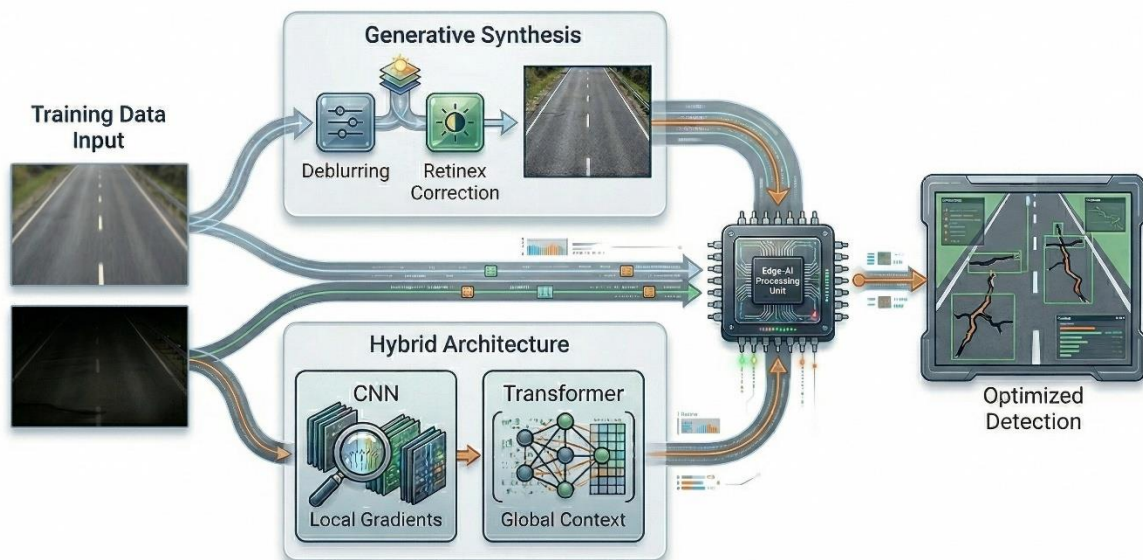 Generative Synthesis
Training Data
Input
Deblurring
Retinex
Correction
Edge-AI
Processing
Unit
Hybrid Architecture
CNN
Transformer
Local Gradients
Global Context
Optimized
Detection